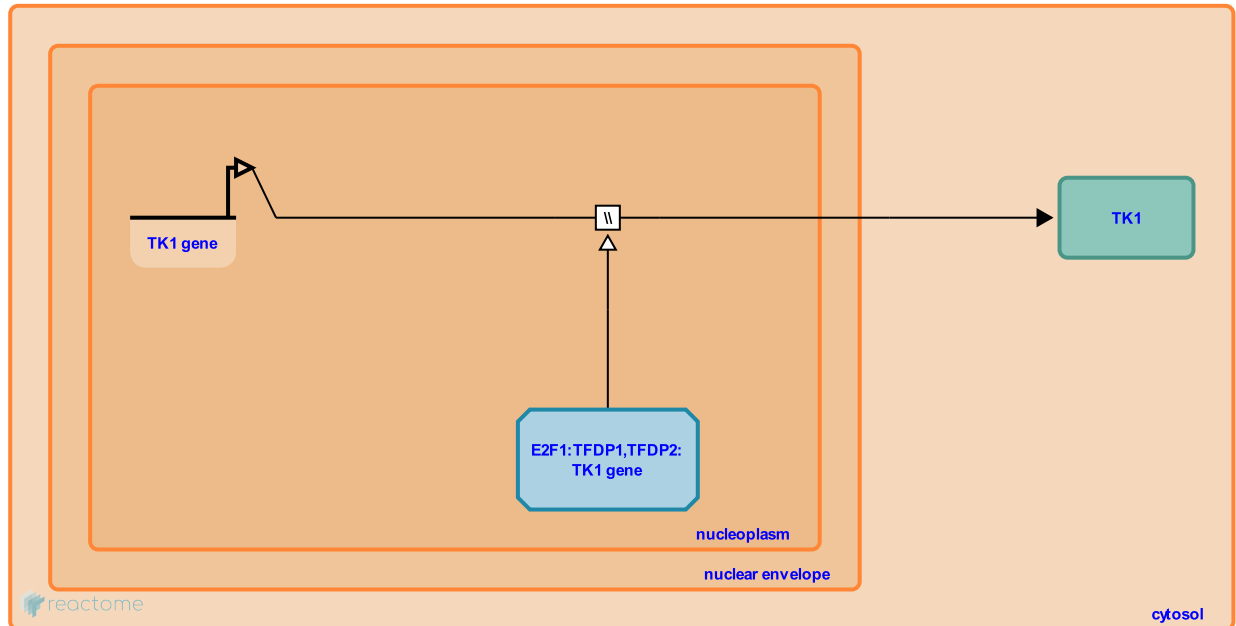 \\
TK1 gene
TK1
E2F1:TFDP1,TFDP2:
TK1 gene
nucleoplasm
nuclear envelope
reactome
cytosol